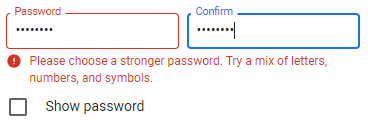 Password Confirm
•••••••• ••••••••
Please choose a stronger password. Try a mix of letters,
numbers, and symbols.
Show password